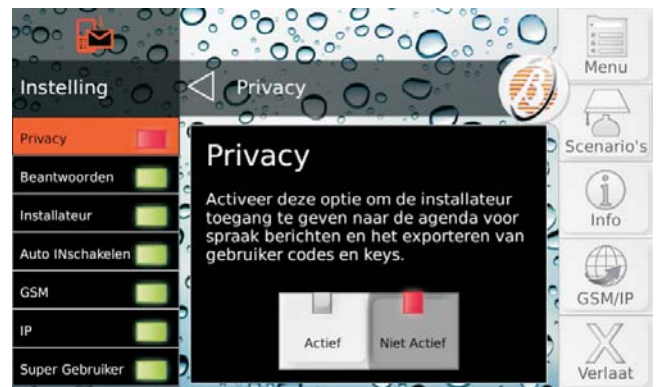 Instelling
Privacy
Privacy
Beantwoorden
Installateur
Auto INschakelen
GSM
IP
Super Gebruiker
Privacy
Activeer deze optie om de installateur
toegang te geven naar de agenda voor
spraak berichten en het exporteren van
gebruiker codes en keys.
Actief
Niet Actief
B
Menu
Scenario's
Info
GSM/IP
Verlaat